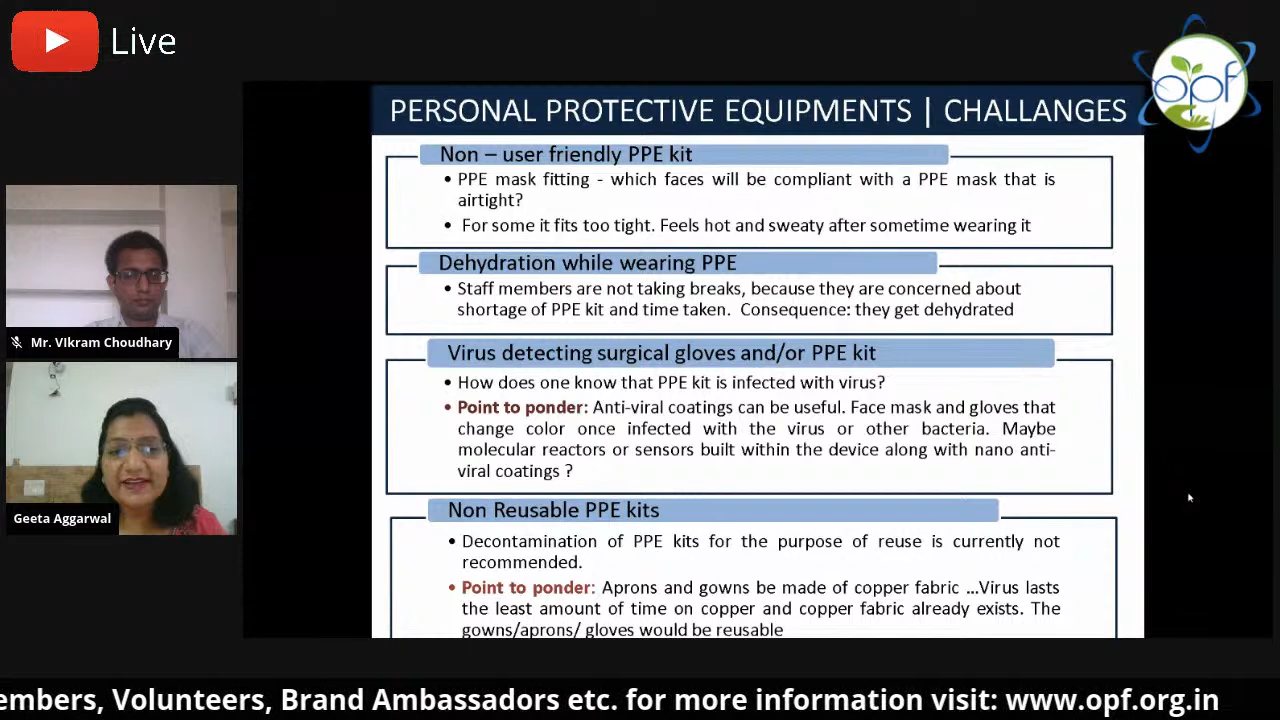 Live
opf
PERSONAL PROTECTIVE EQUIPMENTS | CHALLANGES
Non – user friendly PPE kit
• PPE mask fitting - which faces will be compliant with a PPE mask that is
airtight?
• For some it fits too tight. Feels hot and sweaty after sometime wearing it
Dehydration while wearing PPE
• Staff members are not taking breaks, because they are concerned about
shortage of PPE kit and time taken. Consequence: they get dehydrated
Virus detecting surgical gloves and/or PPE kit
• How does one know that PPE kit is infected with virus?
• Point to ponder: Anti-viral coatings can be useful. Face mask and gloves that
change color once infected with the virus or other bacteria. Maybe
molecular reactors or sensors built within the device along with nano anti-
viral coatings ?
Non Reusable PPE kits
• Decontamination of PPE kits for the purpose of reuse is currently not
recommended.
• Point to ponder: Aprons and gowns be made of copper fabric ...Virus lasts
the least amount of time on copper and copper fabric already exists. The
gowns/aprons/ gloves would be reusable
Mr. VIkram Choudhary
Geeta Aggarwal
embers, Volunteers, Brand Ambassadors etc. for more information visit: www.opf.org.in